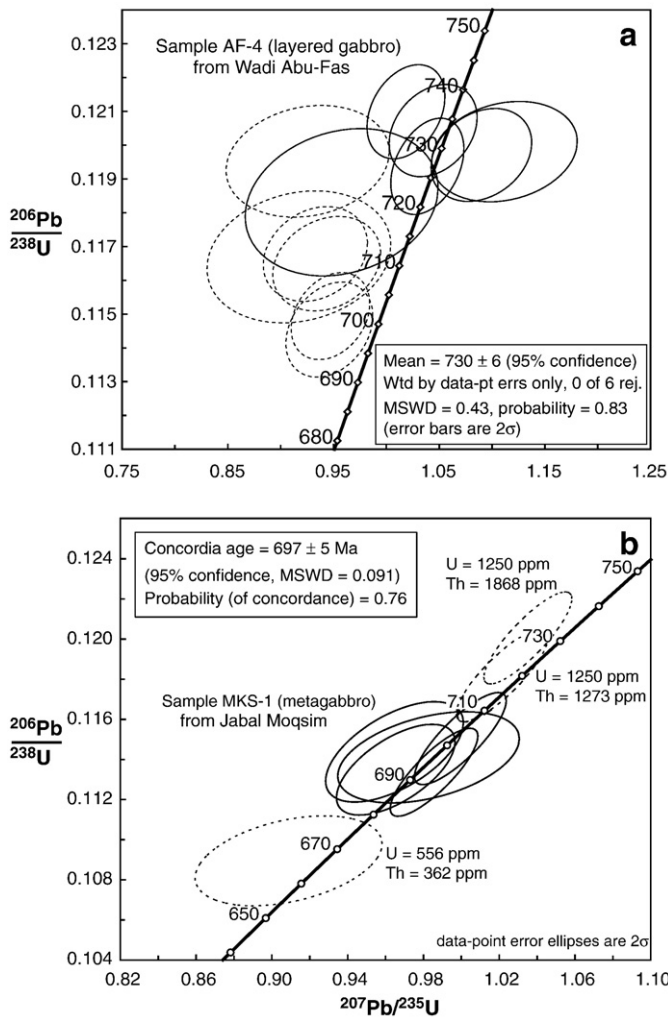 0.123
0.121
0.119
0.117
0.115
0.113
0.111
0.75
0.85
0.95
1.05
1.15
1.25
206Pb
238U
Sample AF-4 (layered gabbro)
from Wadi Abu-Fas
a
750
740
730
720
710
700
690
680
Mean = 730 ± 6 (95% confidence)
Wtd by data-pt errs only, 0 of 6 rej.
MSWD = 0.43, probability = 0.83
(error bars are 2σ)
0.124
0.120
0.116
0.112
0.108
0.104
206Pb
238U
Concordia age = 697 ± 5 Ma
(95% confidence, MSWD = 0.091)
Probability (of concordance) = 0.76
b
U = 1250 ppm
Th = 1868 ppm
750
730
U = 1250 ppm
Th = 1273 ppm
Sample MKS-1 (metagabbro)
from Jabal Moqsim
710
690
670
650
U = 556 ppm
Th = 362 ppm
data-point error ellipses are 2σ
0.82
0.86
0.90
0.94
0.98
1.02
1.06
1.10
207Pb/235U